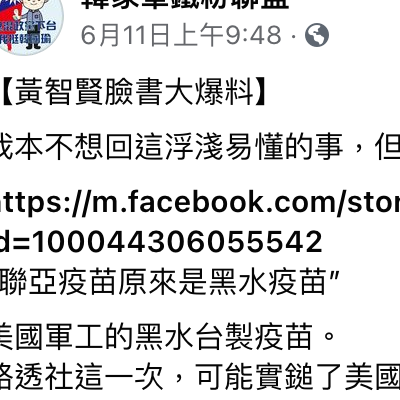 韓家軍鐵粉聯盟
6月11日上午9:48 ·
【黃智賢臉書大爆料】
我本不想回這浮淺易懂的事，但
https://m.facebook.com/stor
d=100044306055542
“聯亞疫苗原來是黑水疫苗”
美國軍工的黑水台製疫苗。
路透社這一次，可能實鎚了美國